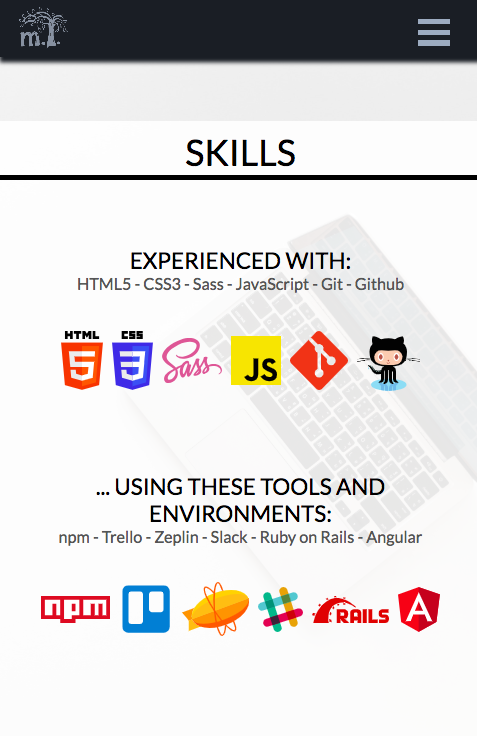 m.
SKILLS
EXPERIENCED WITH:
HTML5 - CSS3 - Sass - JavaScript - Git - Github
HTML 5 CSS 3 Sass JS
... USING THESE TOOLS AND
ENVIRONMENTS:
npm - Trello - Zeplin - Slack - Ruby on Rails - Angular
npm RAILS A